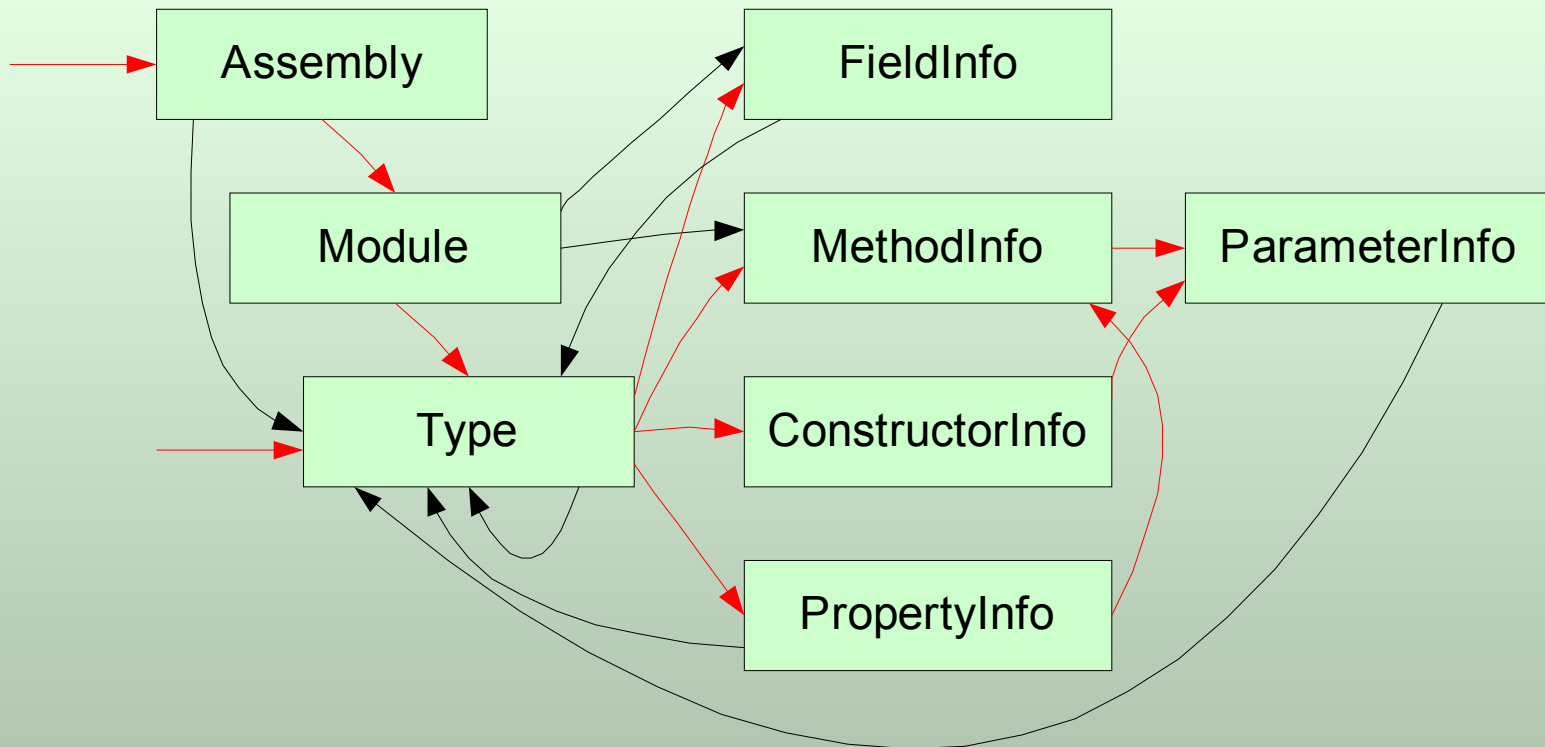 Assembly
FieldInfo
Module
MethodInfo
ParameterInfo
Type
ConstructorInfo
PropertyInfo